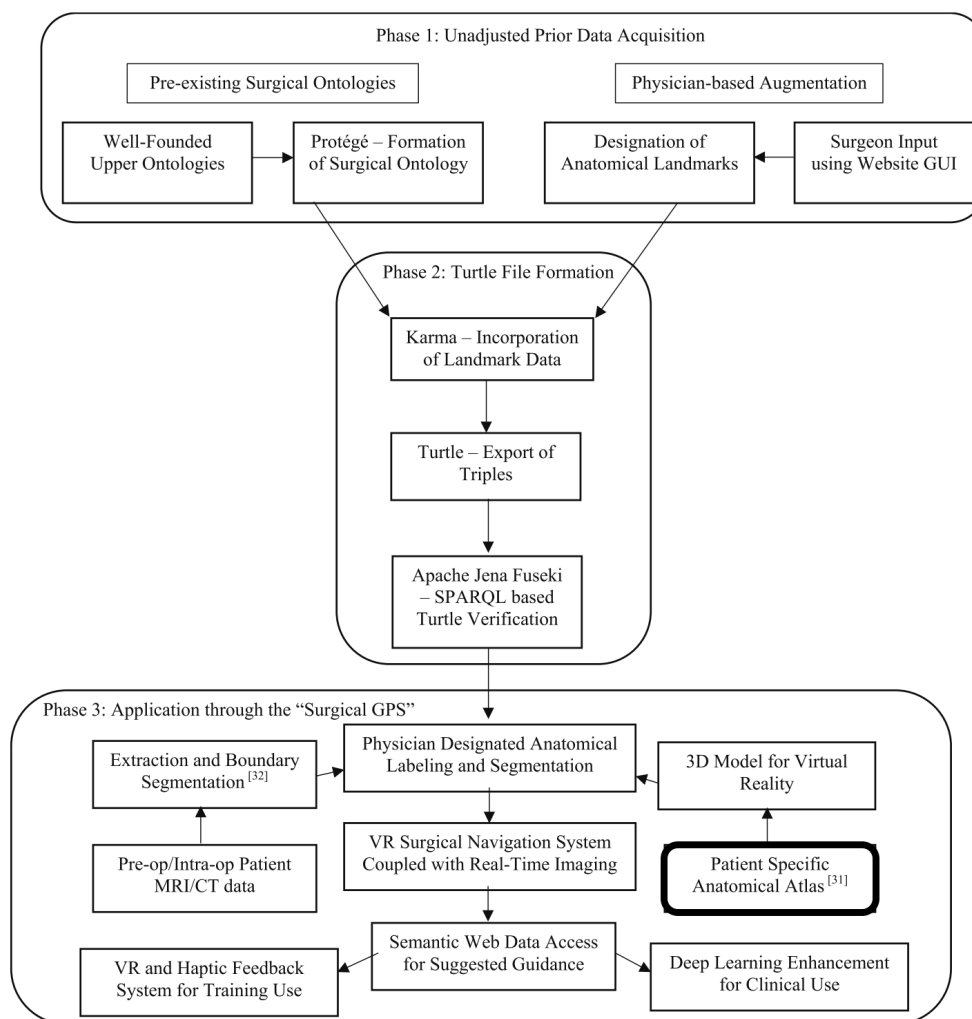 Phase 1: Unadjusted Prior Data Acquisition
Pre-existing Surgical Ontologies
Physician-based Augmentation
Well-Founded
Upper Ontologies
Protégé – Formation
of Surgical Ontology
Designation of
Anatomical Landmarks
Surgeon Input
using Website GUI
Phase 2: Turtle File Formation
Karma – Incorporation
of Landmark Data
Turtle – Export of
Triples
Apache Jena Fuseki
– SPARQL based
Turtle Verification
Phase 3: Application through the “Surgical GPS”
Extraction and Boundary
Segmentation [32]
Physician Designated Anatomical
Labeling and Segmentation
3D Model for Virtual
Reality
Pre-op/Intra-op Patient
MRI/CT data
VR Surgical Navigation System
Coupled with Real-Time Imaging
Patient Specific
Anatomical Atlas [31]
VR and Haptic Feedback
System for Training Use
Semantic Web Data Access
for Suggested Guidance
Deep Learning Enhancement
for Clinical Use